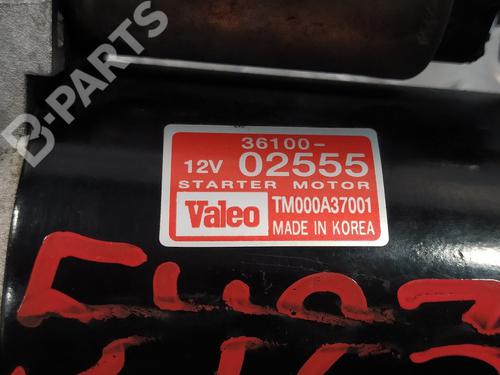 B-PARTS
36100-
12V 02555
STARTER MOTOR
Valeo TM000A37001
MADE IN KOREA